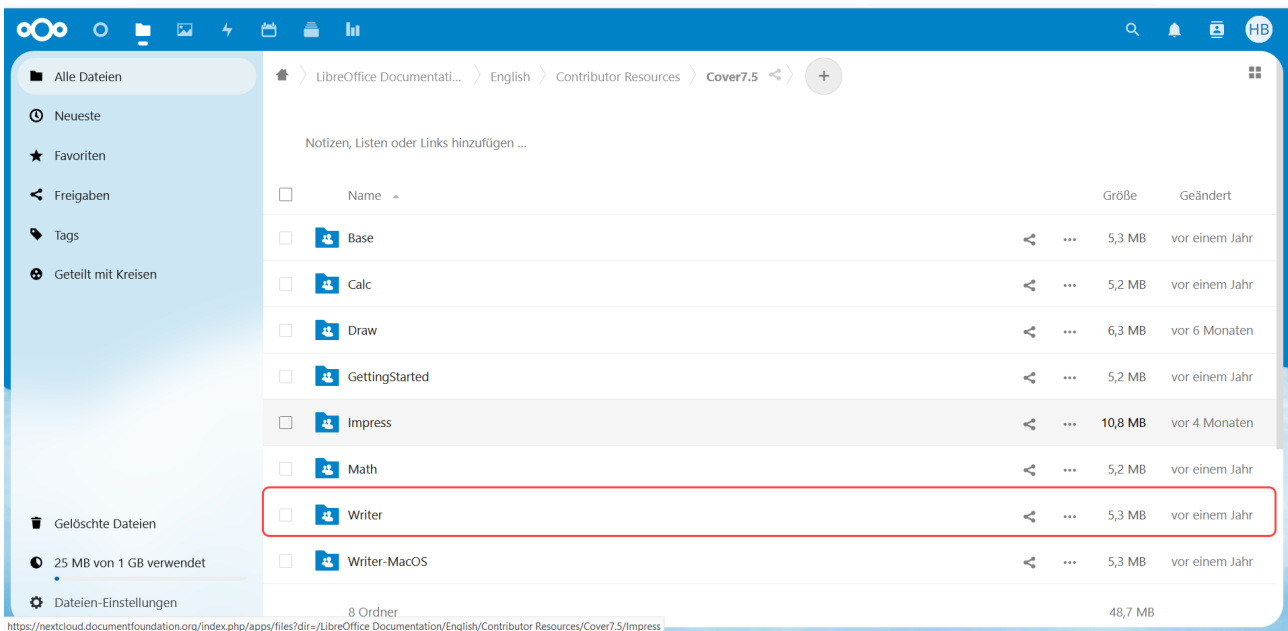 HB
Alle Dateien
Neueste
Favoriten
Freigaben
Tags
Geteilt mit Kreisen
Gelöschte Dateien
25 MB von 1 GB verwendet
Dateien-Einstellungen
LibreOffice Documentati... English Contributor Resources Cover7.5 +
Notizen, Listen oder Links hinzufügen ...
Name Größe Geändert
Base 5,3 MB vor einem Jahr
Calc 5,2 MB vor einem Jahr
Draw 6,3 MB vor 6 Monaten
GettingStarted 5,2 MB vor einem Jahr
Impress 10,8 MB vor 4 Monaten
Math 5,2 MB vor einem Jahr
Writer 5,3 MB vor einem Jahr
Writer-MacOS 5,3 MB vor einem Jahr
8 Ordner 48,7 MB
https://nextcloud.documentfoundation.org/index.php/apps/files?dir=/LibreOffice Documentation/English/Contributor Resources/Cover7.5/Impress